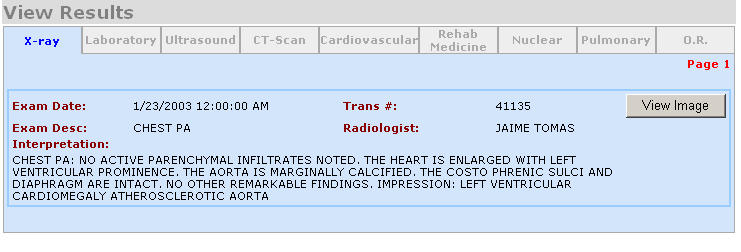 View Results
X-ray Laboratory Ultrasound CT-Scan Cardiovascular Rehab Medicine Nuclear Pulmonary O.R.
Page 1
Exam Date: 1/23/2003 12:00:00 AM Trans #: 41135 View Image
Exam Desc: CHEST PA Radiologist: JAIME TOMAS
Interpretation:
CHEST PA: NO ACTIVE PARENCHYMAL INFILTRATES NOTED. THE HEART IS ENLARGED WITH LEFT
VENTRICULAR PROMINENCE. THE AORTA IS MARGINALLY CALCIFIED. THE COSTO PHRENIC SULCI AND
DIAPHRAGM ARE INTACT. NO OTHER REMARKABLE FINDINGS. IMPRESSION: LEFT VENTRICULAR
CARDIOMEGALY ATHEROSCLEROTIC AORTA